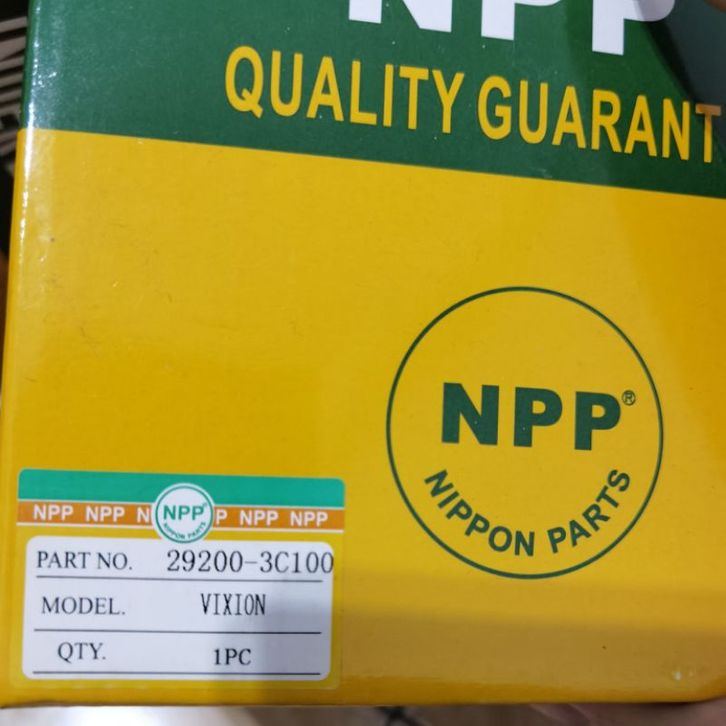 NPP
QUALITY GUARANT
NPP®
NIPPON PARTS
NPP NPP N NPP® P NPP NPP
NIPPON PARTS
PART NO. 29200-3C100
MODEL. VIXION
QTY. 1PC